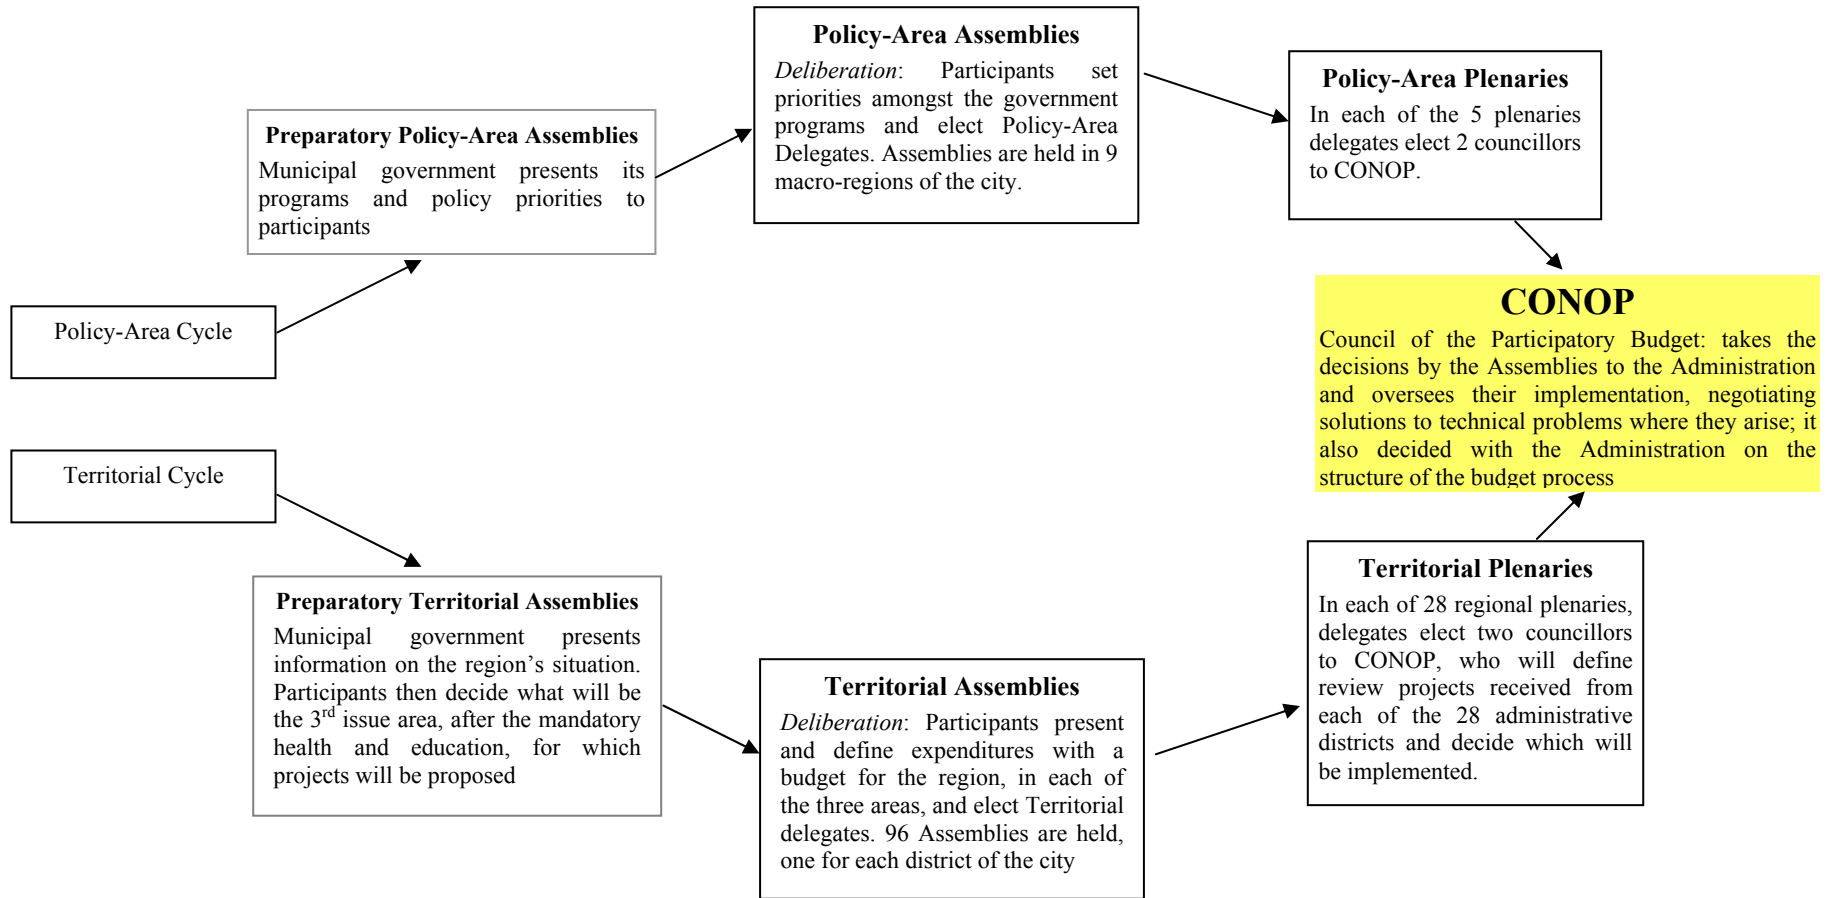 Policy-Area Cycle
Preparatory Policy-Area Assemblies
Municipal government presents its
programs and policy priorities to
participants
Policy-Area Assemblies
Deliberation: Participants set
priorities amongst the government
programs and elect Policy-Area
Delegates. Assemblies are held in 9
macro-regions of the city.
Policy-Area Plenaries
In each of the 5 plenaries
delegates elect 2 councillors
to CONOP.
CONOP
Council of the Participatory Budget: takes the
decisions by the Assemblies to the Administration
and oversees their implementation, negotiating
solutions to technical problems where they arise; it
also decided with the Administration on the
structure of the budget process
Territorial Cycle
Preparatory Territorial Assemblies
Municipal government presents
information on the region’s situation.
Participants then decide what will be
the 3rd issue area, after the mandatory
health and education, for which
projects will be proposed
Territorial Assemblies
Deliberation: Participants present
and define expenditures with a
budget for the region, in each of
the three areas, and elect Territorial
delegates. 96 Assemblies are held,
one for each district of the city
Territorial Plenaries
In each of 28 regional plenaries,
delegates elect two councillors
to CONOP, who will define
review projects received from
each of the 28 administrative
districts and decide which will
be implemented.